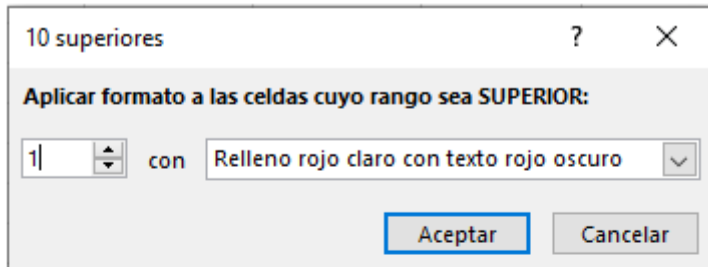 10 superiores ?
Aplicar formato a las celdas cuyo rango sea SUPERIOR:
1 con Relleno rojo claro con texto rojo oscuro
Aceptar Cancelar